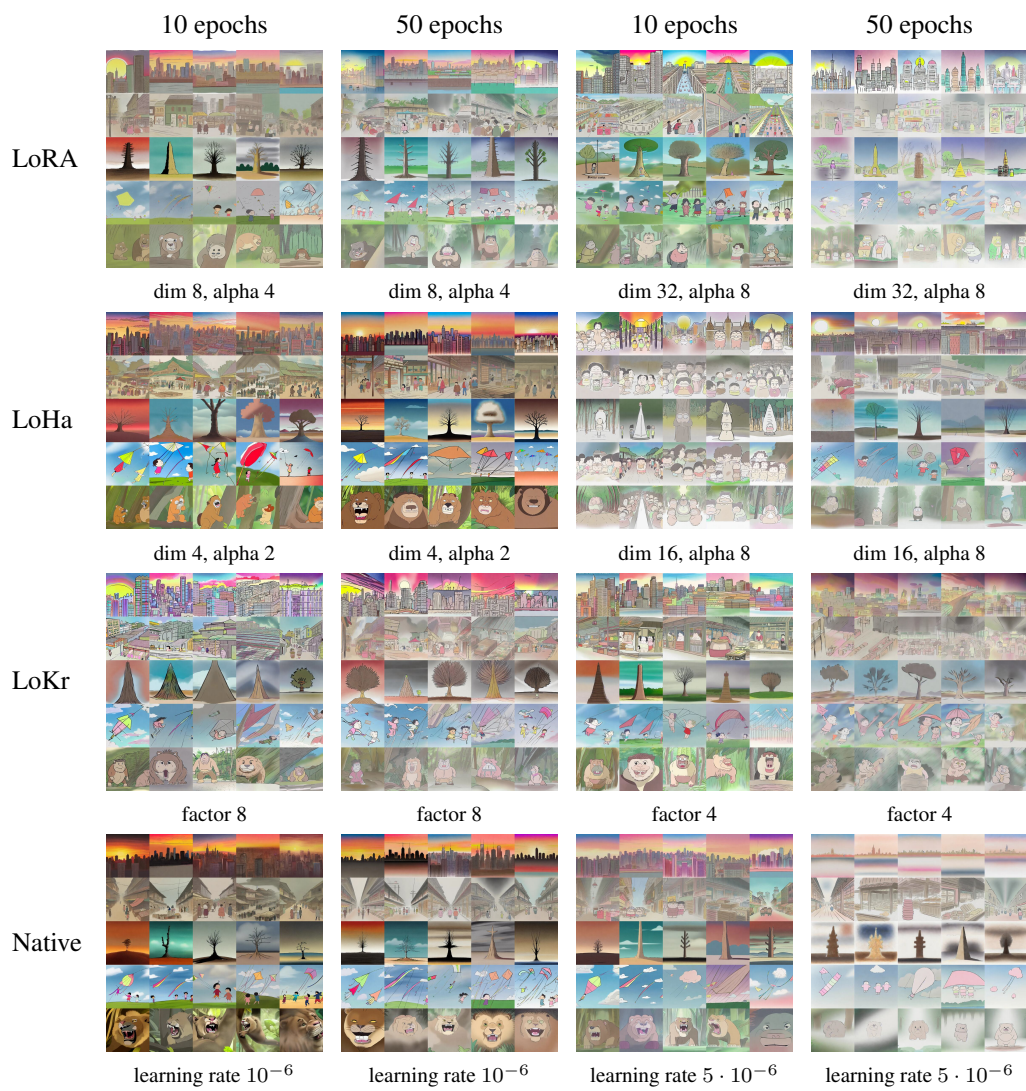 10 epochs 50 epochs 10 epochs 50 epochs
LoRA
dim 8, alpha 4 dim 8, alpha 4 dim 32, alpha 8 dim 32, alpha 8
LoHa
dim 4, alpha 2 dim 4, alpha 2 dim 16, alpha 8 dim 16, alpha 8
LoKr
factor 8 factor 8 factor 4 factor 4
Native
learning rate 10⁻⁶ learning rate 10⁻⁶ learning rate 5 · 10⁻⁶ learning rate 5 · 10⁻⁶